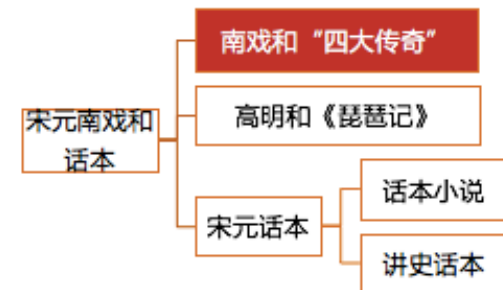 南戏和“四大传奇”
高明和《琵琶记》
宋元南戏和
话本
宋元话本
话本小说
讲史话本